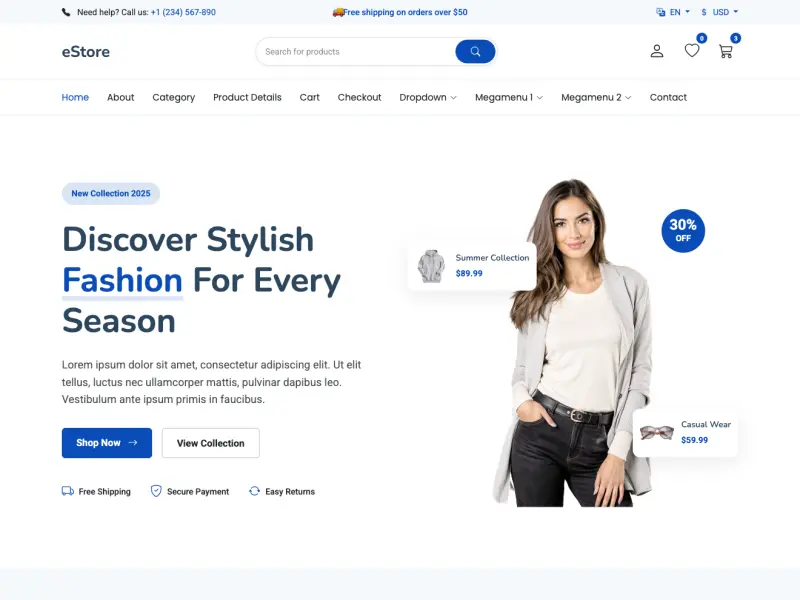 Need help? Call us: +1 (234) 567-890
Free shipping on orders over $50
EN
$ USD
eStore
Search for products
0
3
Home
About
Category
Product Details
Cart
Checkout
Dropdown
Megamenu 1
Megamenu 2
Contact
New Collection 2025
Discover Stylish
Fashion For Every
Season
Lorem ipsum dolor sit amet, consectetur adipiscing elit. Ut elit
tellus, luctus nec ullamcorper mattis, pulvinar dapibus leo.
Vestibulum ante ipsum primis in faucibus.
Shop Now
View Collection
Free Shipping
Secure Payment
Easy Returns
Summer Collection
$89.99
30%
OFF
Casual Wear
$59.99